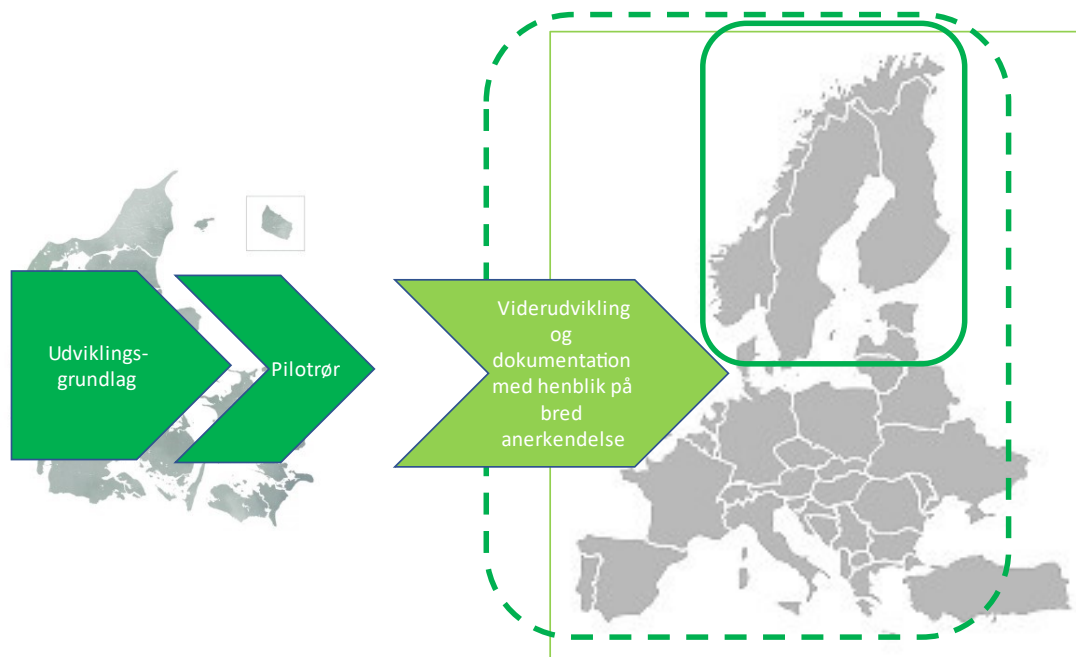 Udviklings-
grundlag
Pilotrør
Viderudvikling
og
dokumentation
med henblik på
bred
anerkendelse